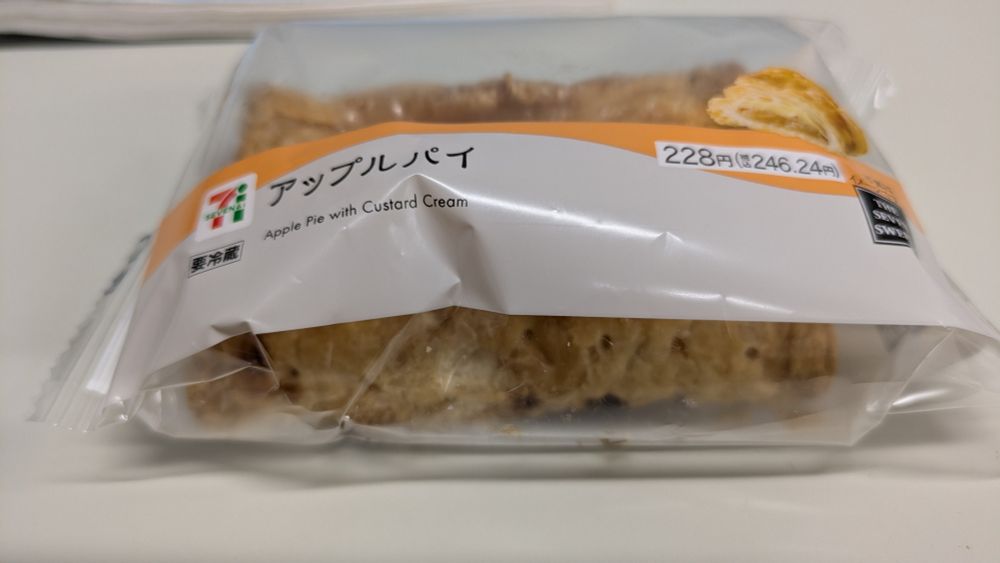 アップルパイ
Apple Pie with Custard Cream
228円(税込246.24円)
要冷蔵